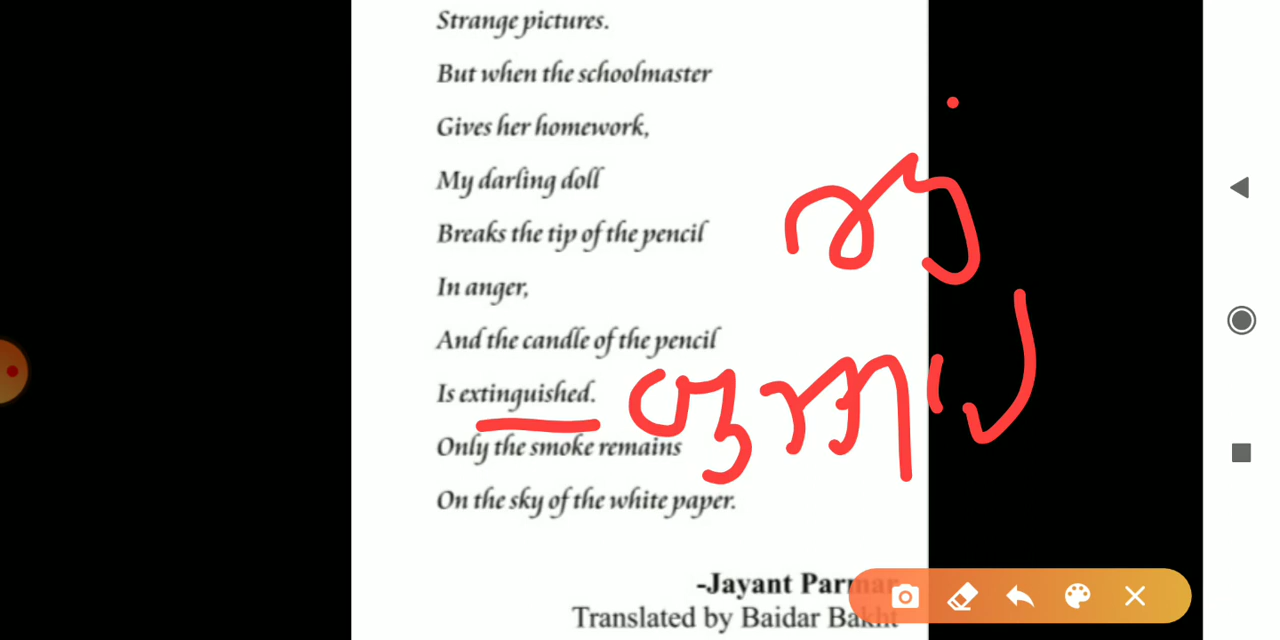 Strange pictures.
But when the schoolmaster
Gives her homework,
My darling doll
Breaks the tip of the pencil
In anger,
And the candle of the pencil
Is extinguished.
Only the smoke remains
On the sky of the white paper.
-Jayant Parmar
Translated by Baidar Bakht